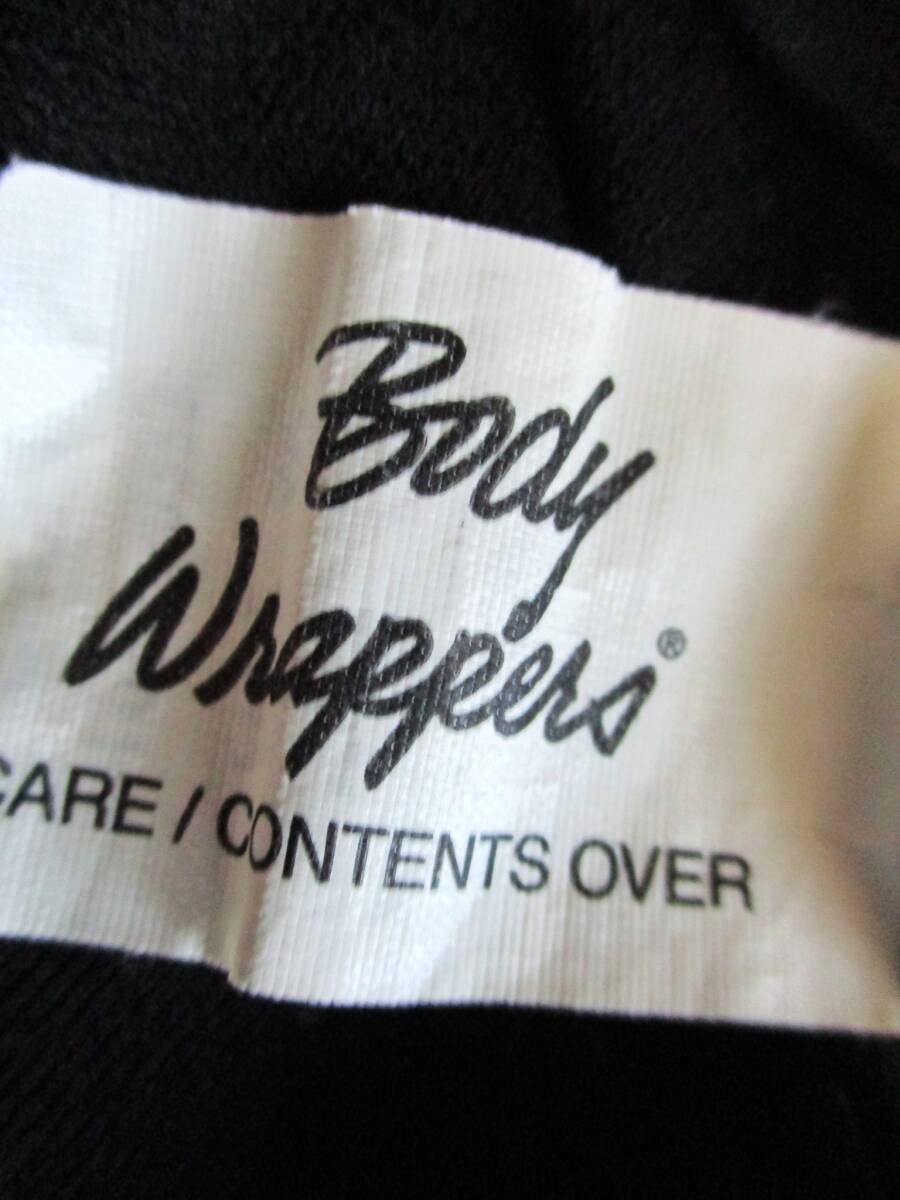 Body
Wrappers®
CARE / CONTENTS OVER